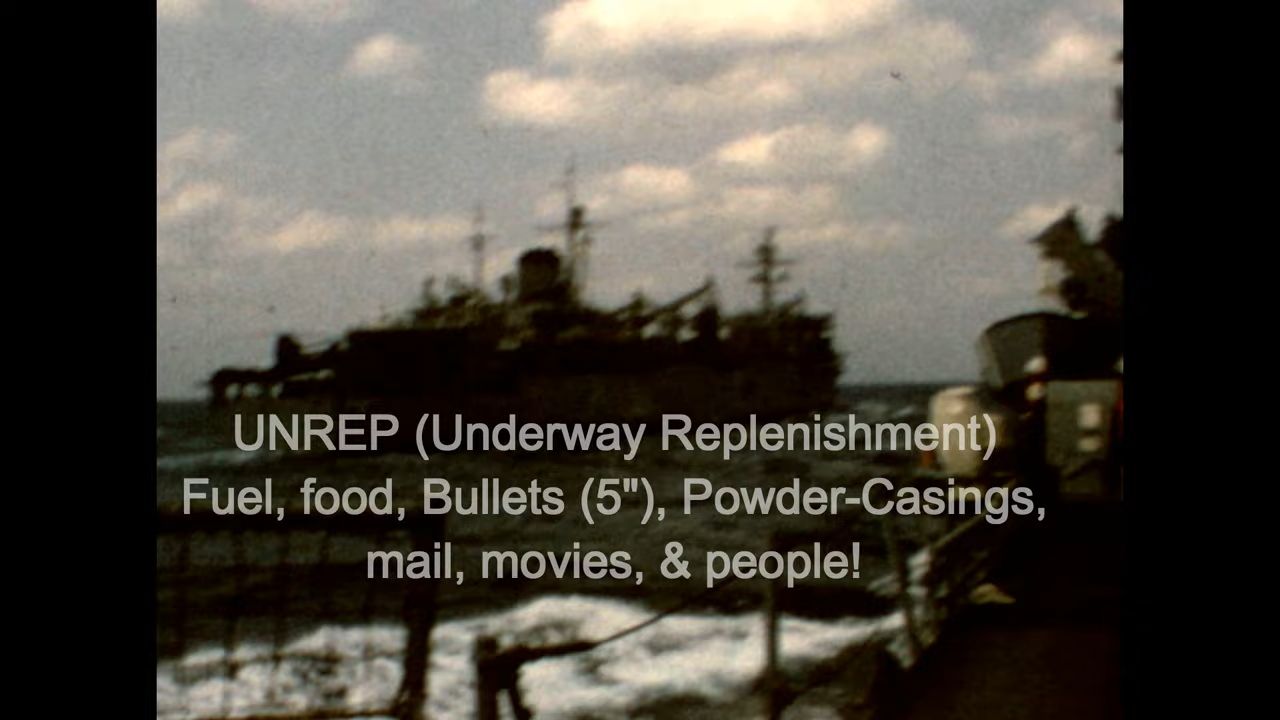 UNREP (Underway Replenishment)
Fuel, food, Bullets (5"), Powder-Casings,
mail, movies, & people!